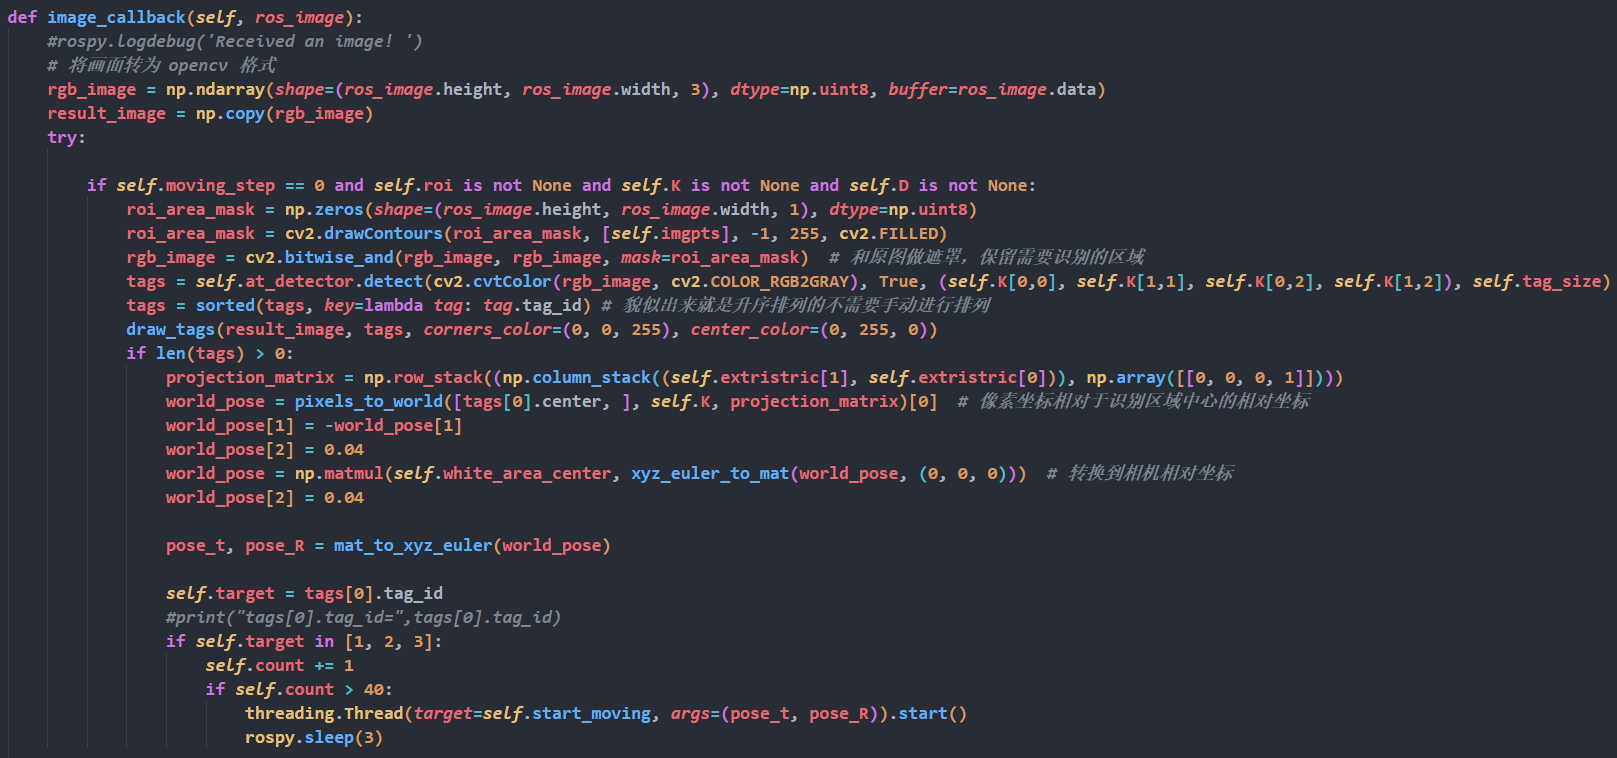 def image_callback(self, ros_image):
#rospy.logdebug('Received an image! ')
# 将画面转为 opencv 格式
rgb_image = np.ndarray(shape=(ros_image.height, ros_image.width, 3), dtype=np.uint8, buffer=ros_image.data)
result_image = np.copy(rgb_image)
try:
if self.moving_step == 0 and self.roi is not None and self.K is not None and self.D is not None:
roi_area_mask = np.zeros(shape=(ros_image.height, ros_image.width, 1), dtype=np.uint8)
roi_area_mask = cv2.drawContours(roi_area_mask, [self.imgpts], -1, 255, cv2.FILLED)
rgb_image = cv2.bitwise_and(rgb_image, rgb_image, mask=roi_area_mask)  # 和原图做遮罩，保留需要识别的区域
tags = self.at_detector.detect(cv2.cvtColor(rgb_image, cv2.COLOR_RGB2GRAY), True, (self.K[0,0], self.K[1,1], self.K[0,2], self.K[1,2]), self.tag_size)
tags = sorted(tags, key=lambda tag: tag.tag_id) # 貌似出来就是升序排列的不需要手动进行排列
draw_tags(result_image, tags, corners_color=(0, 0, 255), center_color=(0, 255, 0))
if len(tags) > 0:
projection_matrix = np.row_stack((np.column_stack((self.extristric[1], self.extristric[0])), np.array([[0, 0, 0, 1]])))
world_pose = pixels_to_world([tags[0].center, ], self.K, projection_matrix)[0]  # 像素坐标相对于识别区域中心的相对坐标
world_pose[1] = -world_pose[1]
world_pose[2] = 0.04
world_pose = np.matmul(self.white_area_center, xyz_euler_to_mat(world_pose, (0, 0, 0)))  # 转换到相机相对坐标
world_pose[2] = 0.04
pose_t, pose_R = mat_to_xyz_euler(world_pose)
self.target = tags[0].tag_id
#print("tags[0].tag_id=",tags[0].tag_id)
if self.target in [1, 2, 3]:
self.count += 1
if self.count > 40:
threading.Thread(target=self.start_moving, args=(pose_t, pose_R)).start()
rospy.sleep(3)